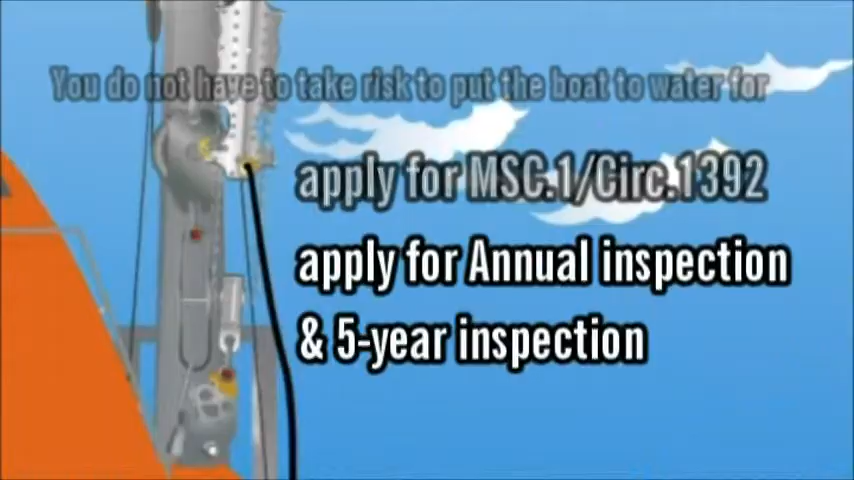 You do not have to take risk to put the boat to water for
apply for MSC.1/Circ.1392
apply for Annual inspection
& 5-year inspection